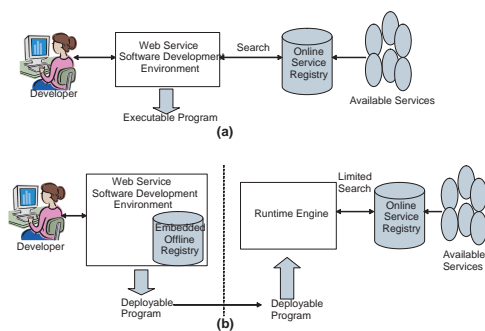 Web Service
Software Development
Environment
Search
Online
Service
Registry
Developer
Available Services
Executable Program
(a)
Web Service
Software Development
Environment
Embedded
Offline
Registry
Developer
Runtime Engine
Limited
Search
Online
Service
Registry
Available
Services
Deployable
Program
Deployable
Program
(b)